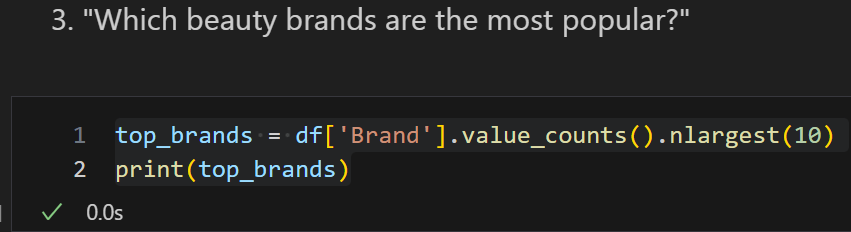 3. "Which beauty brands are the most popular?"
1 top_brands = df['Brand'].value_counts().nlargest(10)
2 print(top_brands)
0.0s